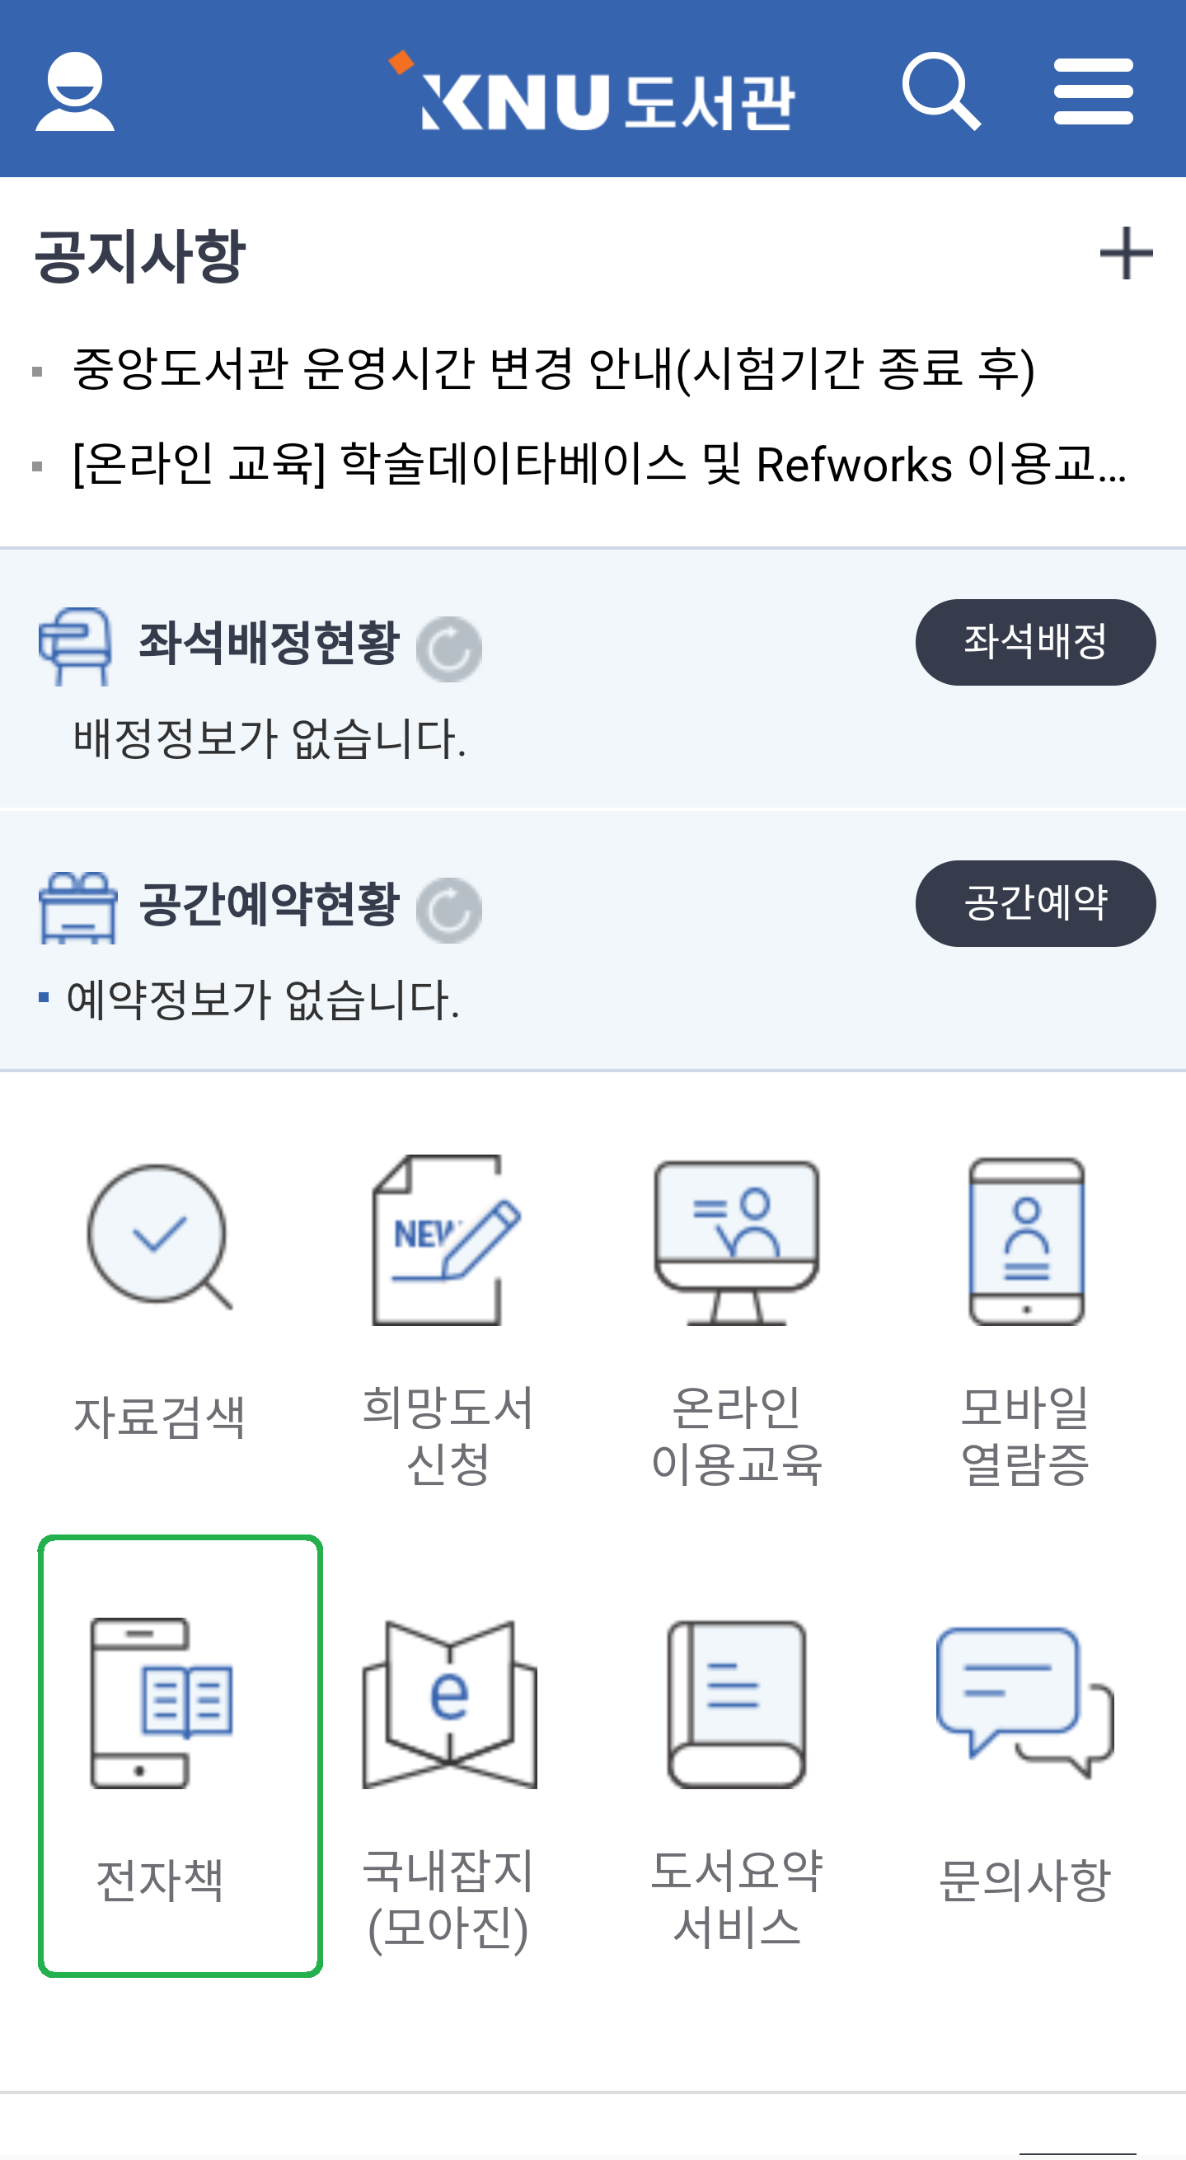 KNU 도서관
공지사항
중앙도서관 운영시간 변경 안내(시험기간 종료 후)
[온라인 교육] 학술데이타베이스 및 Refworks 이용교...
좌석배정현황
좌석배정
배정정보가 없습니다.
공간예약현황
공간예약
예약정보가 없습니다.
NEW
자료검색
희망도서
신청
온라인
이용교육
모바일
열람증
e
전자책
국내잡지
(모아진)
도서요약
서비스
문의사항